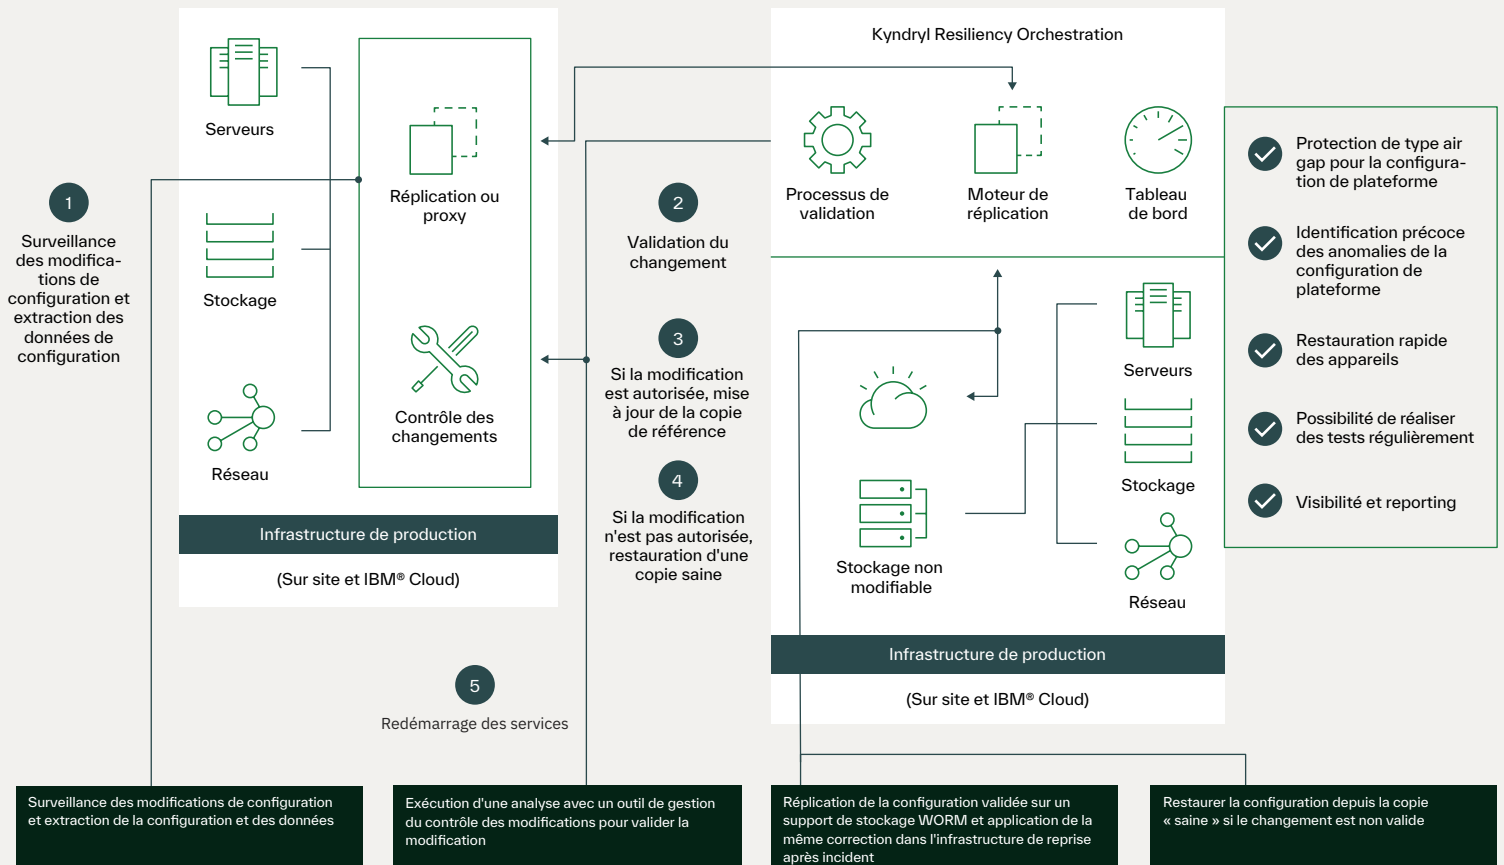 1
Surveillance
des modifica-
tions de
configuration et
extraction des
données de
configuration
Serveurs
Stockage
Réseau
Réplication ou
proxy
Contrôle des
changements
Infrastructure de production
(Sur site et IBM® Cloud)
2
Validation du
changement
3
Si la modification
est autorisée, mise
à jour de la copie
de référence
4
Si la modification
n'est pas autorisée,
restauration d'une
copie saine
5
Redémarrage des services
Kyndryl Resiliency Orchestration
Processus de
validation
Moteur de
réplication
Tableau
de bord
Stockage non
modifiable
Serveurs
Stockage
Réseau
Infrastructure de production
(Sur site et IBM® Cloud)
Protection de type air
gap pour la configura-
tion de plateforme
Identification précoce
des anomalies de la
configuration de
plateforme
Restauration rapide
des appareils
Possibilité de réaliser
des tests régulièrement
Visibilité et reporting
Surveillance des modifications de configuration
et extraction de la configuration et des données
Exécution d'une analyse avec un outil de gestion
du contrôle des modifications pour valider la
modification
Réplication de la configuration validée sur un
support de stockage WORM et application de la
même correction dans l'infrastructure de reprise
après incident
Restaurer la configuration depuis la copie
« saine » si le changement est non valide